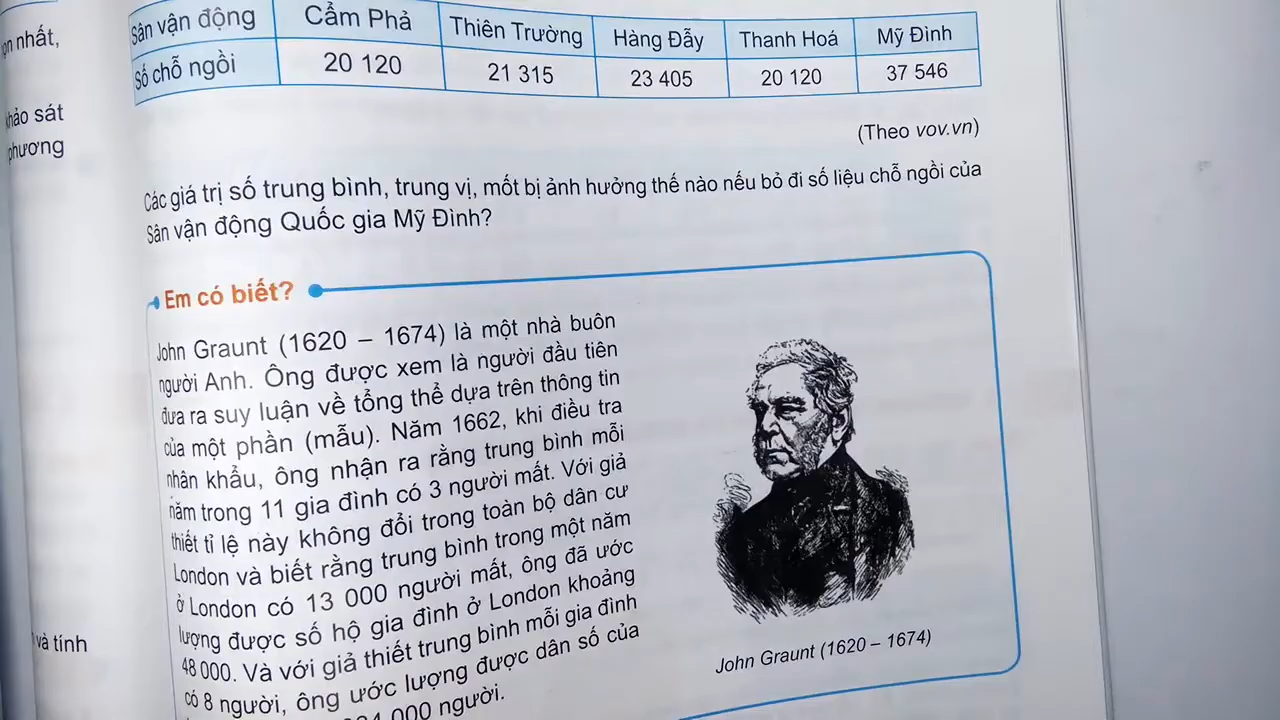 Sân vận động Cẩm Phả Thiên Trường Hàng Đẫy Thanh Hoá Mỹ Đình
Số chỗ ngồi 20 120 21 315 23 405 20 120 37 546
(Theo vov.vn)
Các giá trị số trung bình, trung vị, mốt bị ảnh hưởng thế nào nếu bỏ đi số liệu chỗ ngồi của
Sân vận động Quốc gia Mỹ Đình?
Em có biết?
John Graunt (1620 – 1674) là một nhà buôn
người Anh. Ông được xem là người đầu tiên
đưa ra suy luận về tổng thể dựa trên thông tin
của một phần (mẫu). Năm 1662, khi điều tra
nhân khẩu, ông nhận ra rằng trung bình mỗi
năm trong 11 gia đình có 3 người mất. Với giả
thiết tỉ lệ này không đổi trong toàn bộ dân cư
London và biết rằng trung bình trong một năm
ở London có 13 000 người mất, ông đã ước
lượng được số hộ gia đình ở London khoảng
48 000. Và với giả thiết trung bình mỗi gia đình
có 8 người, ông ước lượng được dân số của
000 người.
John Graunt (1620 – 1674)
nhất,
khảo sát
phương
và tính